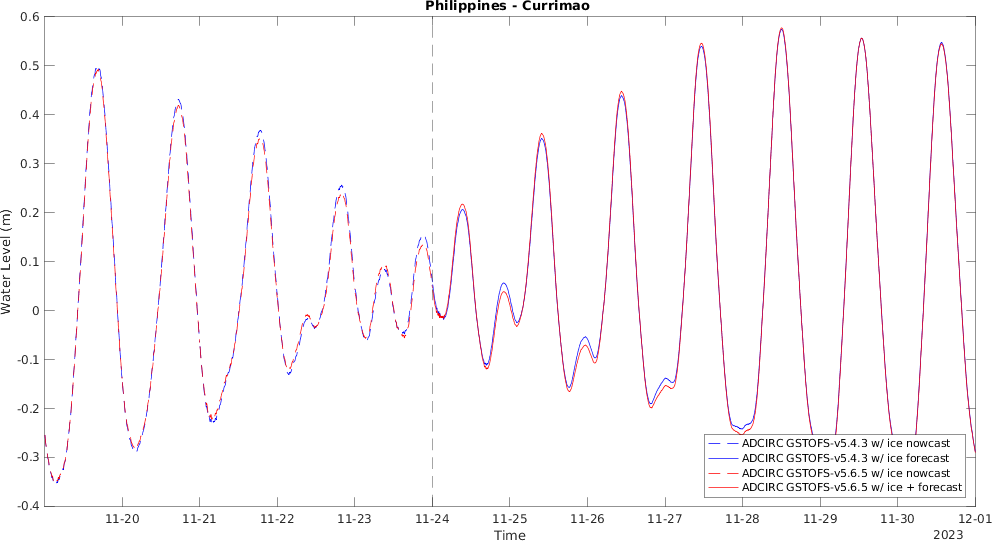 Philippines - Currimao
0.6
0.5
0.4
0.3
0.2
0.1
0
-0.1
-0.2
-0.3
-0.4
Water Level (m)
ADCIRC GSTOFS-v5.4.3 w/ ice nowcast
ADCIRC GSTOFS-v5.4.3 w/ ice forecast
ADCIRC GSTOFS-v5.6.5 w/ ice nowcast
ADCIRC GSTOFS-v5.6.5 w/ ice + forecast
11-20 11-21 11-22 11-23 11-24 11-25 11-26 11-27 11-28 11-29 11-30 12-01
Time
2023